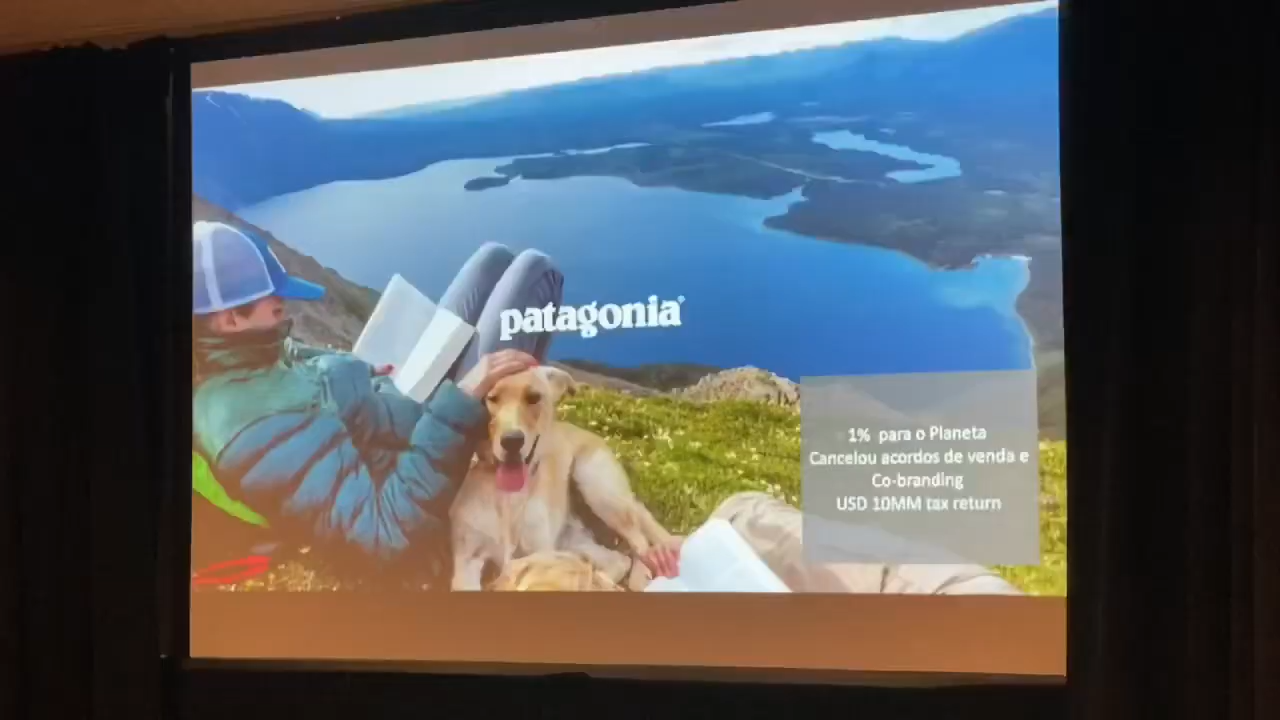 patagonia®
1% para o Planeta
Cancelou acordos de venda e
Co-branding
USD 10MM tax return